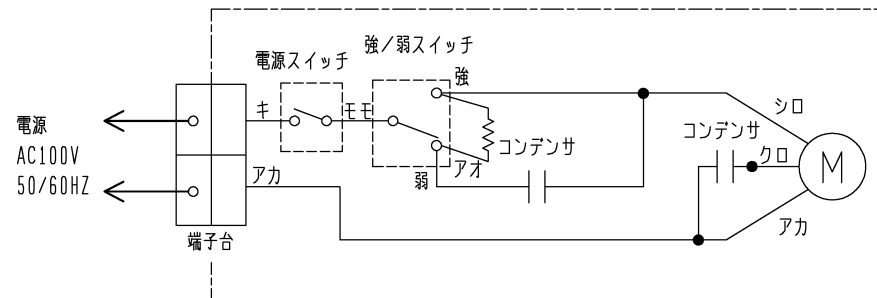 電源スイッチ
強/弱スイッチ
強
キ
モモ
シロ
電源
AC100V
50/60HZ
コンデンサ
コンデンサ
クロ
M
アカ
弱
アオ
アカ
端子台